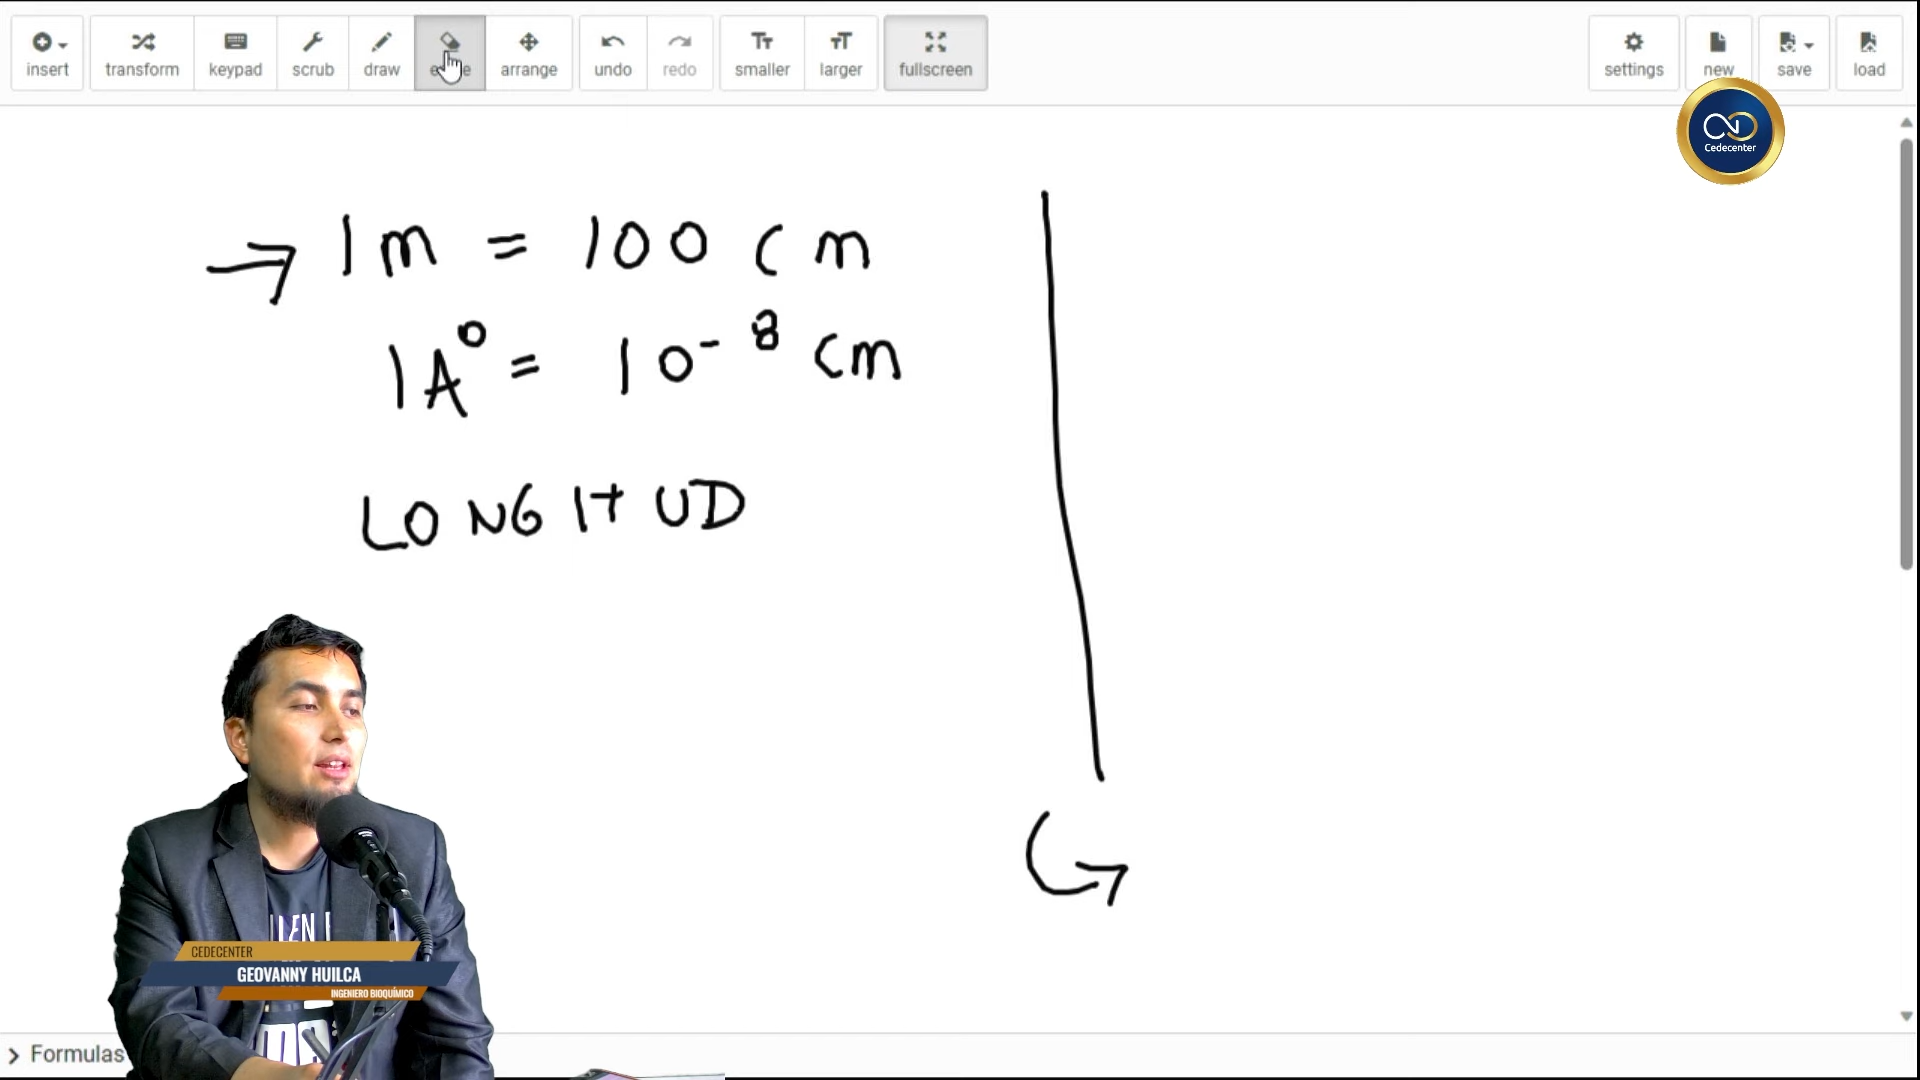 insert
transform
keypad
scrub
draw
arrange
undo
redo
smaller
larger
fullscreen
settings
new
save
load
Cedecenter
→ 1m = 100 cm
1A° = 10⁻⁸ cm
LONGITUD
CEDECENTER
GEOVANNY HUILCA
INGENIERO BIOQUÍMICO
Formulas